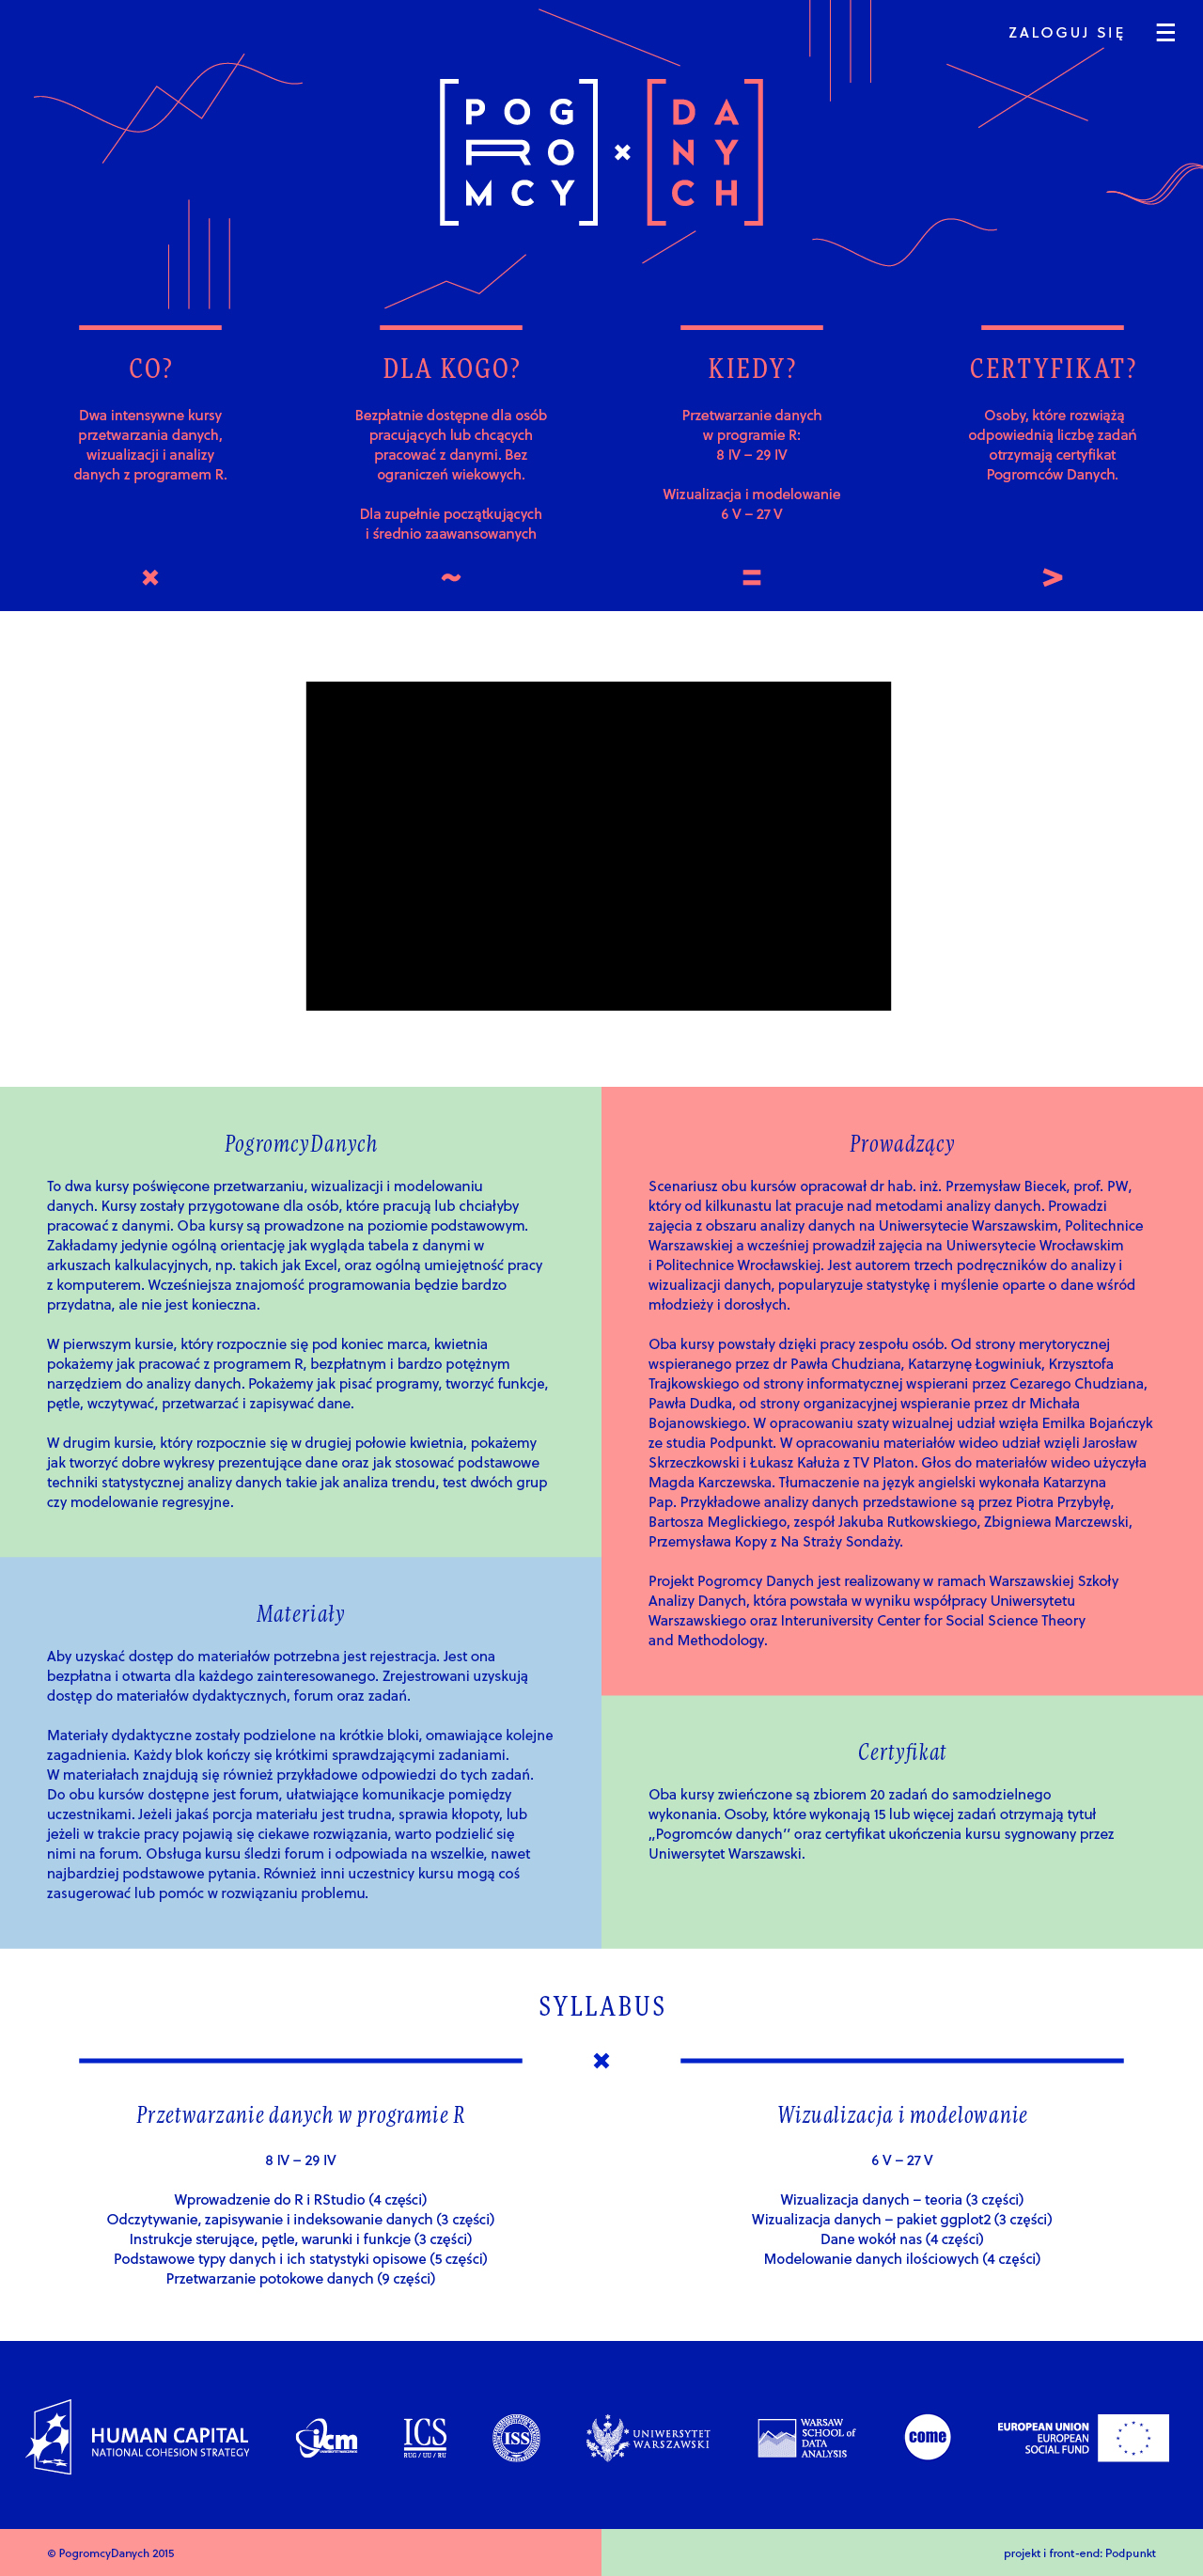 ZALOGUJ SIĘ
POG
ROM
MCY
×
DA
NY
CH
CO?
Dwa intensywne kursy
przetwarzania danych,
wizualizacji i analizy
danych z programem R.
×
DLA KOGO?
Bezpłatnie dostępne dla osób
pracujących lub chcących
pracować z danymi. Bez
ograniczeń wiekowych.
Dla zupełnie początkujących
i średnio zaawansowanych
~
KIEDY?
Przetwarzanie danych
w programie R:
8 IV – 29 IV
Wizualizacja i modelowanie
6 V – 27 V
=
CERTYFIKAT?
Osoby, które rozwiążą
odpowiednią liczbę zadań
otrzymają certyfikat
Pogromców Danych.
>
PogromcyDanych
To dwa kursy poświęcone przetwarzaniu, wizualizacji i modelowaniu
danych. Kursy zostały przygotowane dla osób, które pracują lub chciałyby
pracować z danymi. Oba kursy są prowadzone na poziomie podstawowym.
Zakładamy jedynie ogólną orientację jak wygląda tabela z danymi w
arkuszach kalkulacyjnych, np. takich jak Excel, oraz ogólną umiejętność pracy
z komputerem. Wcześniejsza znajomość programowania będzie bardzo
przydatna, ale nie jest konieczna.
W pierwszym kursie, który rozpocznie się pod koniec marca, kwietnia
pokażemy jak pracować z programem R, bezpłatnym i bardzo potężnym
narzędziem do analizy danych. Pokażemy jak pisać programy, tworzyć funkcje,
pętle, wczytywać, przetwarzać i zapisywać dane.
W drugim kursie, który rozpocznie się w drugiej połowie kwietnia, pokażemy
jak tworzyć dobre wykresy prezentujące dane oraz jak stosować podstawowe
techniki statystycznej analizy danych takie jak analiza trendu, test dwóch grup
czy modelowanie regresyjne.
Materiały
Aby uzyskać dostęp do materiałów potrzebna jest rejestracja. Jest ona
bezpłatna i otwarta dla każdego zainteresowanego. Zrejestrowani uzyskują
dostęp do materiałów dydaktycznych, forum oraz zadań.
Materiały dydaktyczne zostały podzielone na krótkie bloki, omawiające kolejne
zagadnienia. Każdy blok kończy się krótkimi sprawdzającymi zadaniami.
W materiałach znajdują się również przykładowe odpowiedzi do tych zadań.
Do obu kursów dostępne jest forum, ułatwiające komunikacje pomiędzy
uczestnikami. Jeżeli jakaś porcja materiału jest trudna, sprawia kłopoty, lub
jeżeli w trakcie pracy pojawią się ciekawe rozwiązania, warto podzielić się
nimi na forum. Obsługa kursu śledzi forum i odpowiada na wszelkie, nawet
najbardziej podstawowe pytania. Również inni uczestnicy kursu mogą coś
zasugerować lub pomóc w rozwiązaniu problemu.
Prowadzący
Scenariusz obu kursów opracował dr hab. inż. Przemysław Biecek, prof. PW,
który od kilkunastu lat pracuje nad metodami analizy danych. Prowadzi
zajęcia z obszaru analizy danych na Uniwersytecie Warszawskim, Politechnice
Warszawskiej a wcześniej prowadził zajęcia na Uniwersytecie Wrocławskim
i Politechnice Wrocławskiej. Jest autorem trzech podręczników do analizy i
wizualizacji danych, popularyzuje statystykę i myślenie oparte o dane wśród
młodzieży i dorosłych.
Oba kursy powstały dzięki pracy zespołu osób. Od strony merytorycznej
wspieranego przez dr Pawła Chudziana, Katarzynę Łogwiniuk, Krzysztofa
Trajkowskiego od strony informatycznej wspierani przez Cezarego Chudziana,
Pawła Dudka, od strony organizacyjnej wspieranie przez dr Michała
Bojanowskiego. W opracowaniu szaty wizualnej udział wzięła Emilka Bojańczyk
ze studia Podpunkt. W opracowaniu materiałów wideo udział wzięli Jarosław
Skrzeczkowski i Łukasz Kałuża z TV Platon. Głos do materiałów wideo użyczyła
Magda Karczewska. Tłumaczenie na język angielski wykonała Katarzyna
Pap. Przykładowe analizy danych przedstawione są przez Piotra Przybyłę,
Bartosza Meglickiego, zespół Jakuba Rutkowskiego, Zbigniewa Marczewski,
Przemysława Kopy z Na Straży Sondaży.
Projekt Pogromcy Danych jest realizowany w ramach Warszawskiej Szkoły
Analizy Danych, która powstała w wyniku współpracy Uniwersytetu
Warszawskiego oraz Interuniversity Center for Social Science Theory
and Methodology.
Certyfikat
Oba kursy zwieńczone są zbiorem 20 zadań do samodzielnego
wykonania. Osoby, które wykonają 15 lub więcej zadań otrzymają tytuł
„Pogromców danych’’ oraz certyfikat ukończenia kursu sygnowany przez
Uniwersytet Warszawski.
SYLLABUS
×
Przetwarzanie danych w programie R
8 IV – 29 IV
Wprowadzenie do R i RStudio (4 części)
Odczytywanie, zapisywanie i indeksowanie danych (3 części)
Instrukcje sterujące, pętle, warunki i funkcje (3 części)
Podstawowe typy danych i ich statystyki opisowe (5 części)
Przetwarzanie potokowe danych (9 części)
Wizualizacja i modelowanie
6 V – 27 V
Wizualizacja danych – teoria (3 części)
Wizualizacja danych – pakiet ggplot2 (3 części)
Dane wokół nas (4 części)
Modelowanie danych ilościowych (4 części)
HUMAN CAPITAL
NATIONAL COHESION STRATEGY
icm
ICS
RUG / UU / RU
ISS
UNIWERSYTET
WARSZAWSKI
WARSAW
SCHOOL of
DATA
ANALYSIS
come
EUROPEAN UNION
EUROPEAN
SOCIAL FUND
© PogromcyDanych 2015
projekt i front-end: Podpunkt